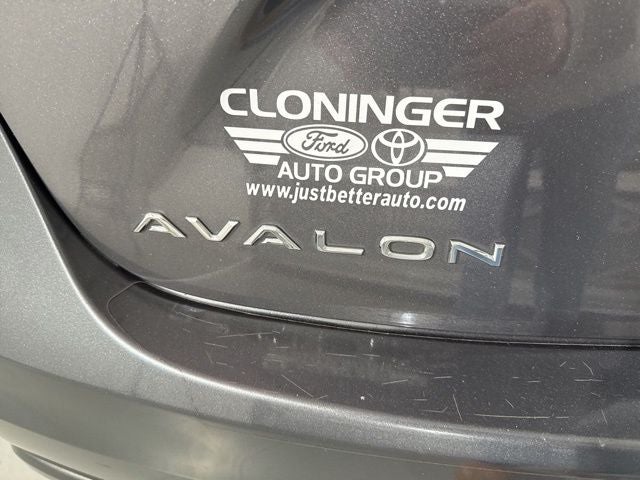 CLONINGER
Ford
AUTO GROUP
www.justbetterauto.com
AVALON